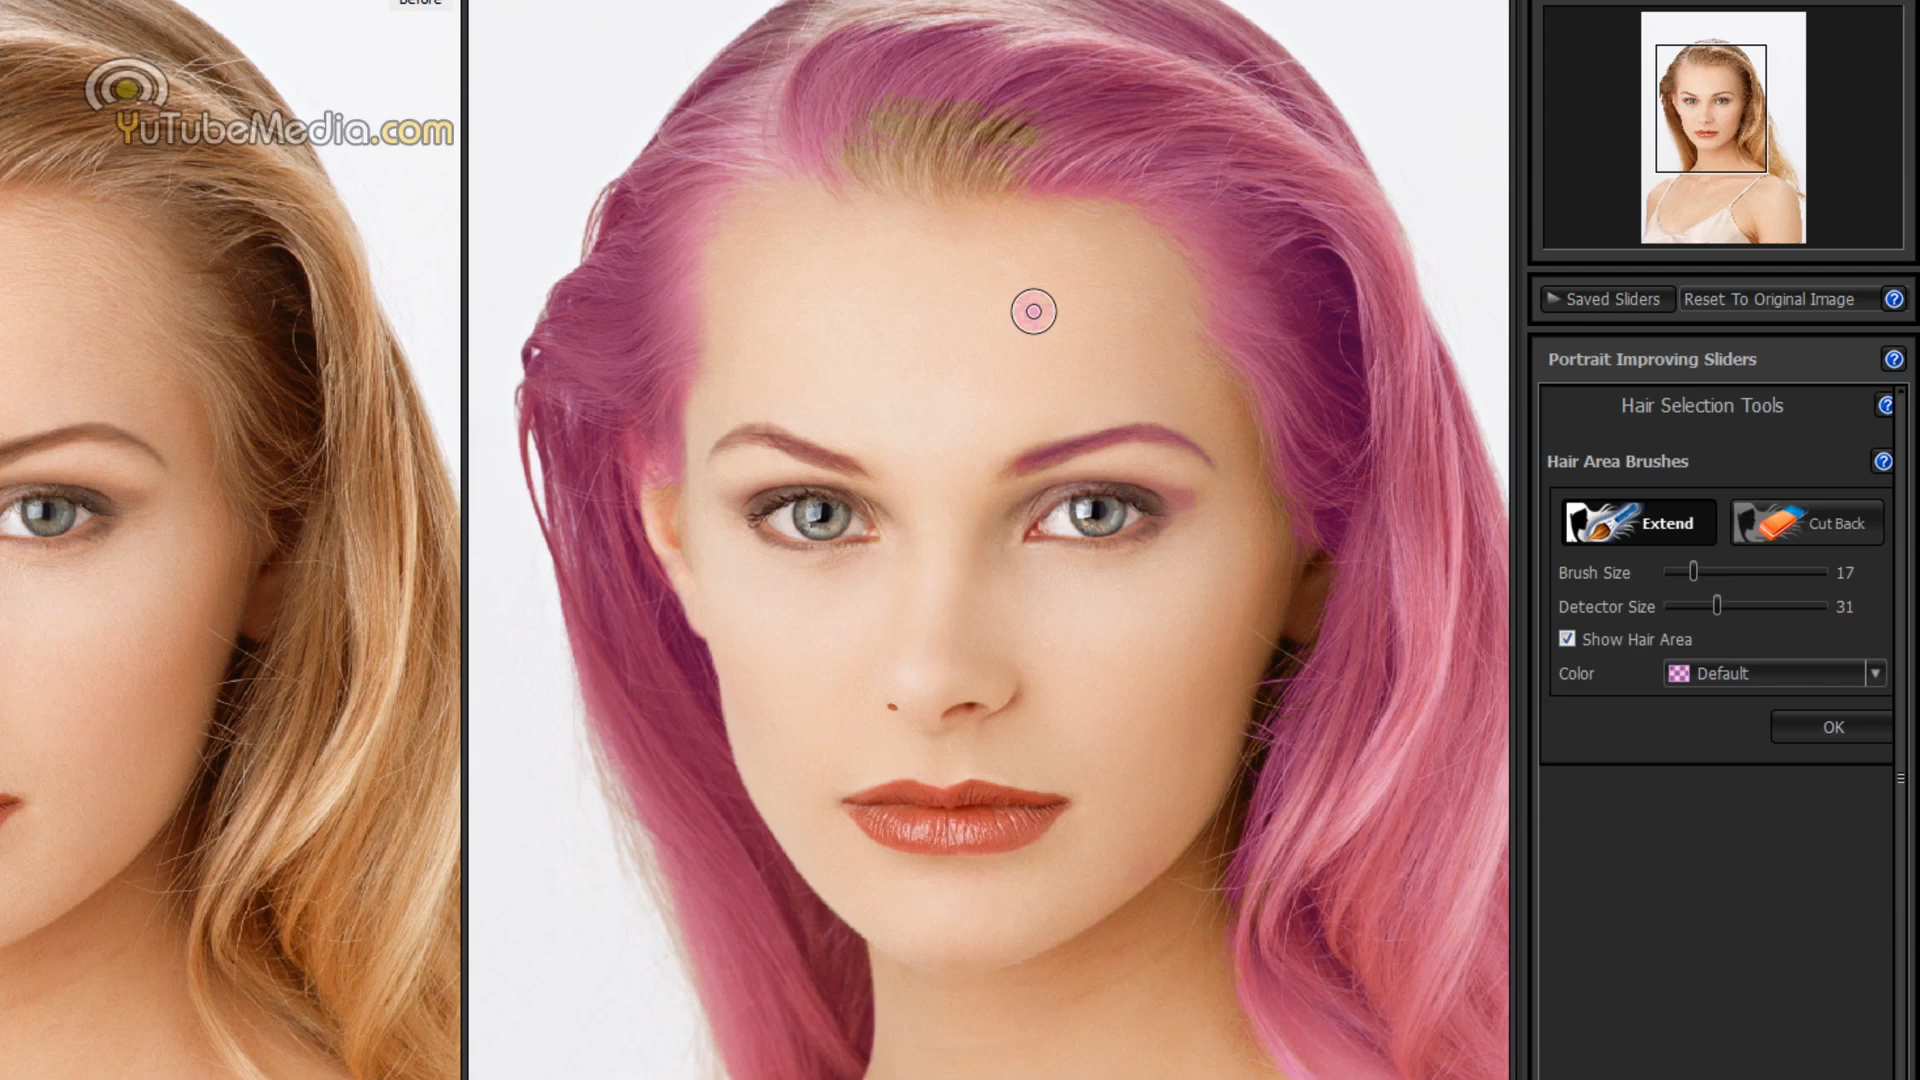 Before
YuTubeMedia.com
Saved Sliders
Reset To Original Image
Portrait Improving Sliders
Hair Selection Tools
Hair Area Brushes
Extend
Cut Back
Brush Size 17
Detector Size 31
Show Hair Area
Color Default
OK